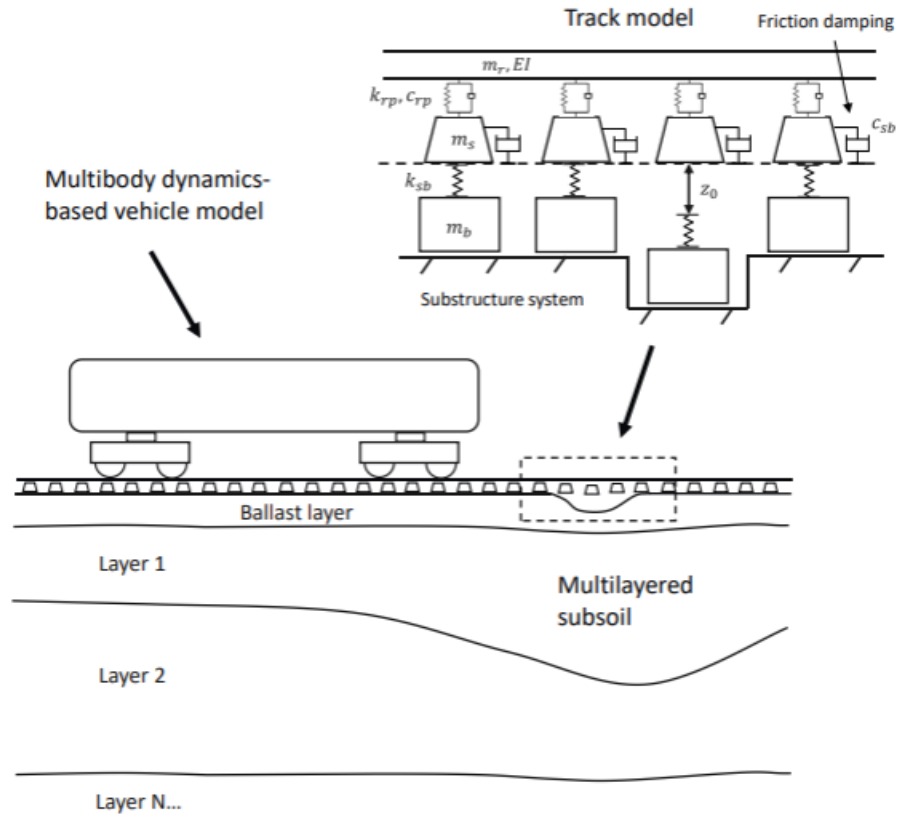 Track model
Friction damping
m_r, EI
k_rp, c_rp
m_s
c_sb
k_sb
z_0
m_b
Substructure system
Multibody dynamics-
based vehicle model
Ballast layer
Layer 1
Multilayered
subsoil
Layer 2
Layer N...